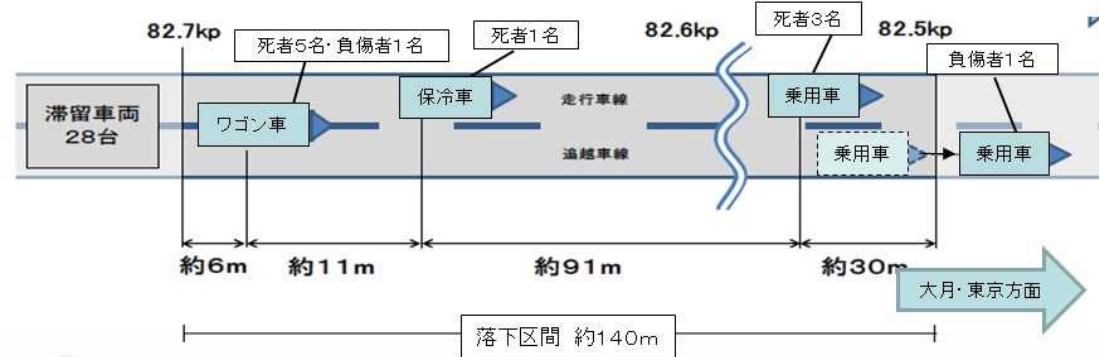 82.7kp
死者5名・負傷者1名
死者1名
82.6kp
死者3名
82.5kp
負傷者1名
滞留車両
28台
ワゴン車
保冷車
走行車線
追越車線
乗用車
乗用車
乗用車
約6m
約11m
約91m
約30m
大月・東京方面
落下区間 約140m